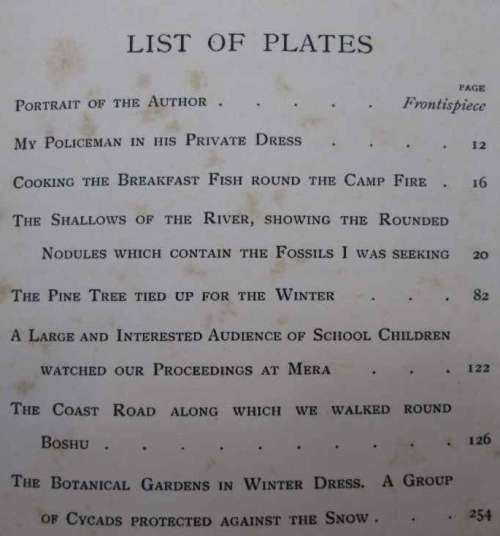 LIST OF PLATES
PAGE
PORTRAIT OF THE AUTHOR . . . . . Frontispiece
MY POLICEMAN IN HIS PRIVATE DRESS . . . . 12
COOKING THE BREAKFAST FISH ROUND THE CAMP FIRE . 16
THE SHALLOWS OF THE RIVER, SHOWING THE ROUNDED
NODULES WHICH CONTAIN THE FOSSILS I WAS SEEKING 20
THE PINE TREE TIED UP FOR THE WINTER . . . 82
A LARGE AND INTERESTED AUDIENCE OF SCHOOL CHILDREN
WATCHED OUR PROCEEDINGS AT MERA . . . 122
THE COAST ROAD ALONG WHICH WE WALKED ROUND
BOSHU . . . . . . . . . . 126
THE BOTANICAL GARDENS IN WINTER DRESS. A GROUP
OF CYCADS PROTECTED AGAINST THE SNOW . . . 254